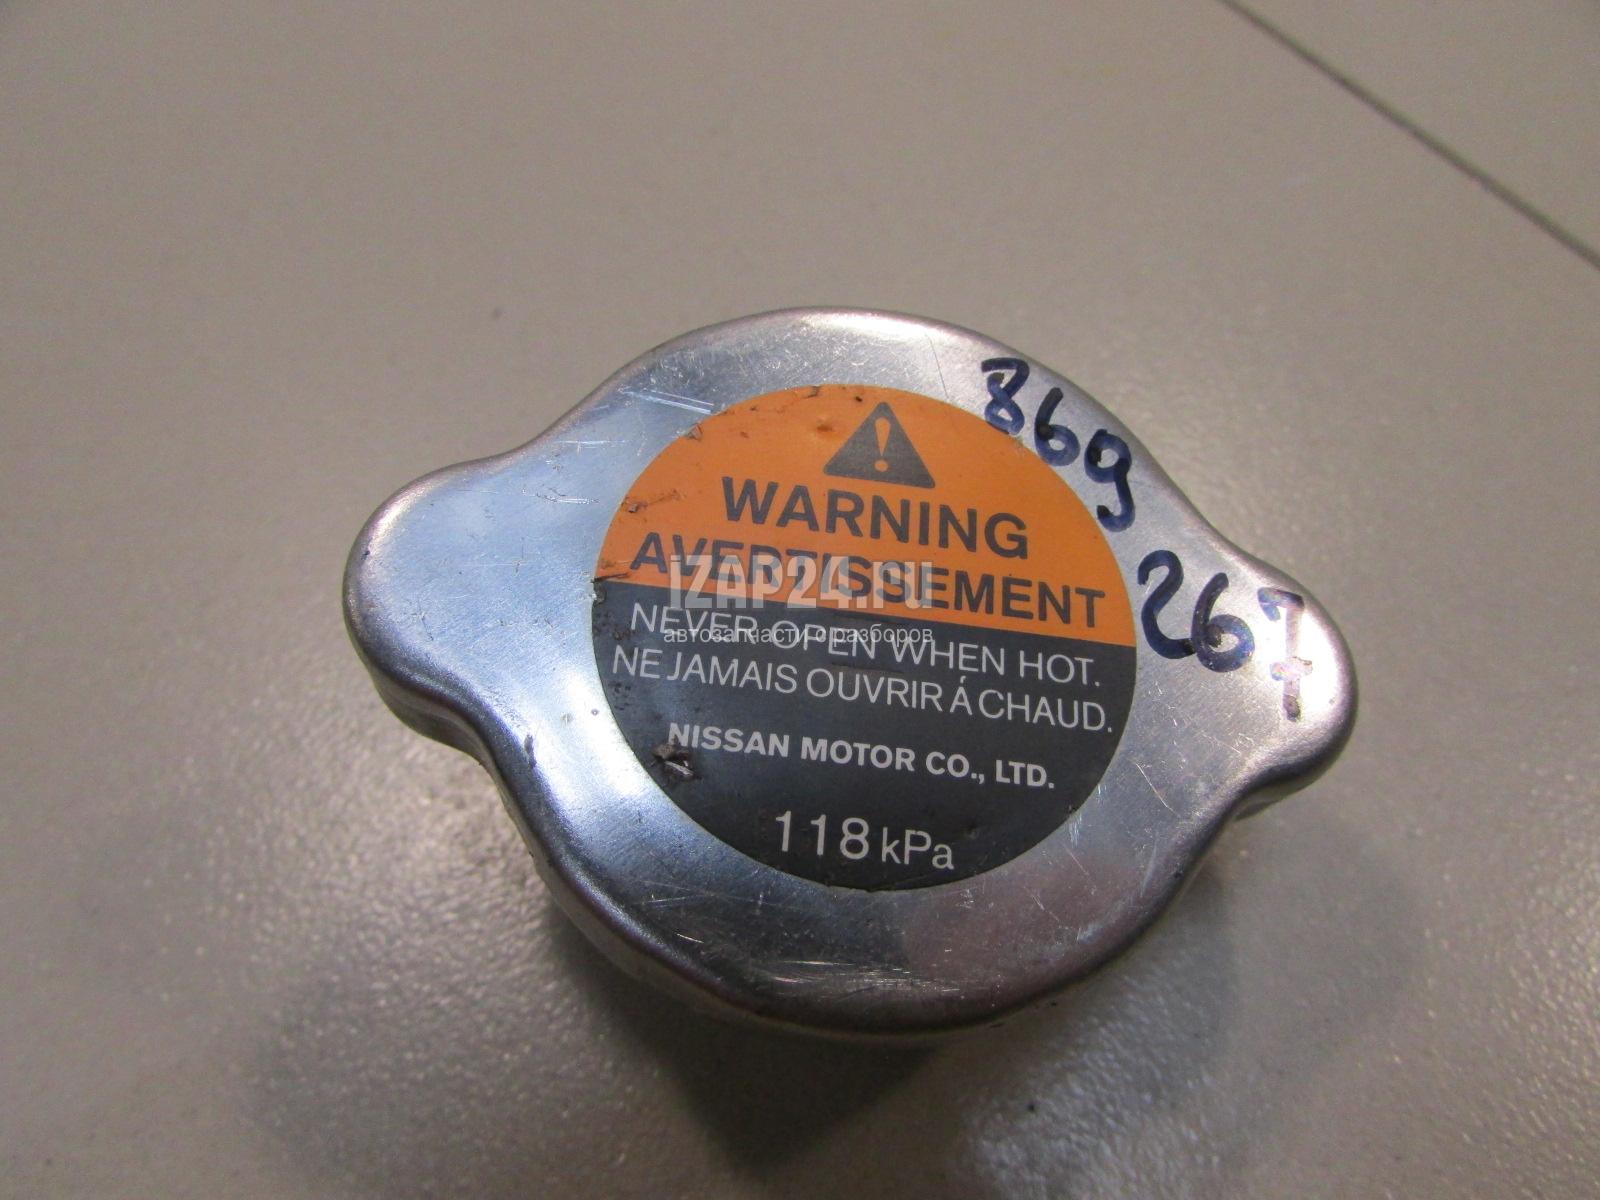 869
267
WARNING
AVERTISSEMENT
iZAP24.ru
автозапчасти с разборов
NEVER OPEN WHEN HOT.
NE JAMAIS OUVRIR Á CHAUD.
NISSAN MOTOR CO., LTD.
118 kPa